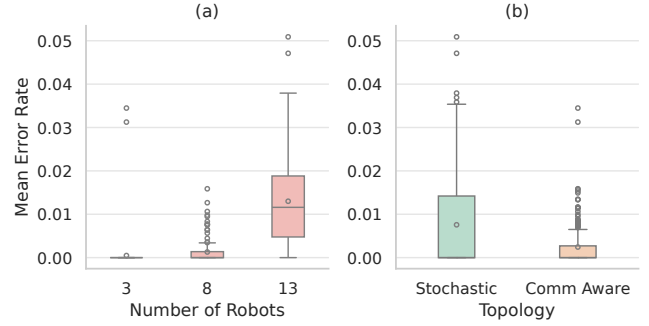 (a)
(b)
Mean Error Rate
0.05
0.04
0.03
0.02
0.01
0.00
3 8 13
Number of Robots
0.05
0.04
0.03
0.02
0.01
0.00
Stochastic Comm Aware
Topology